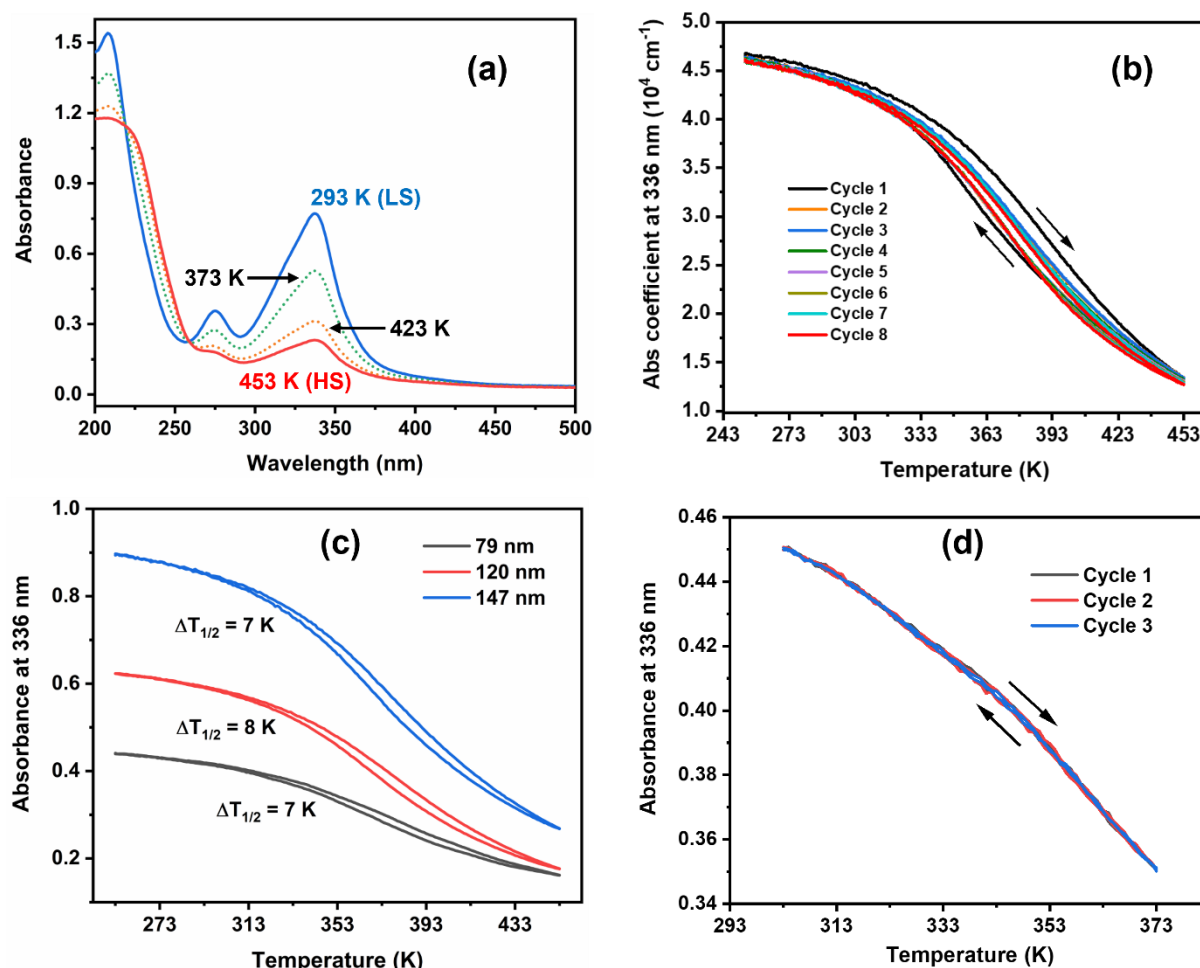 (a)
1.5
1.2
0.9
0.6
0.3
0.0
Absorbance
293 K (LS)
373 K
423 K
453 K (HS)
200 250 300 350 400 450 500
Wavelength (nm)
(b)
5.0
4.5
4.0
3.5
3.0
2.5
2.0
1.5
1.0
Abs coefficient at 336 nm (10⁴ cm⁻¹)
Cycle 1
Cycle 2
Cycle 3
Cycle 4
Cycle 5
Cycle 6
Cycle 7
Cycle 8
243 273 303 333 363 393 423 453
Temperature (K)
(c)
1.0
0.8
0.6
0.4
0.2
Absorbance at 336 nm
79 nm
120 nm
147 nm
ΔT1/2 = 7 K
ΔT1/2 = 8 K
ΔT1/2 = 7 K
273 313 353 393 433
Temperature (K)
(d)
0.46
0.44
0.42
0.40
0.38
0.36
0.34
Absorbance at 336 nm
Cycle 1
Cycle 2
Cycle 3
293 313 333 353 373
Temperature (K)